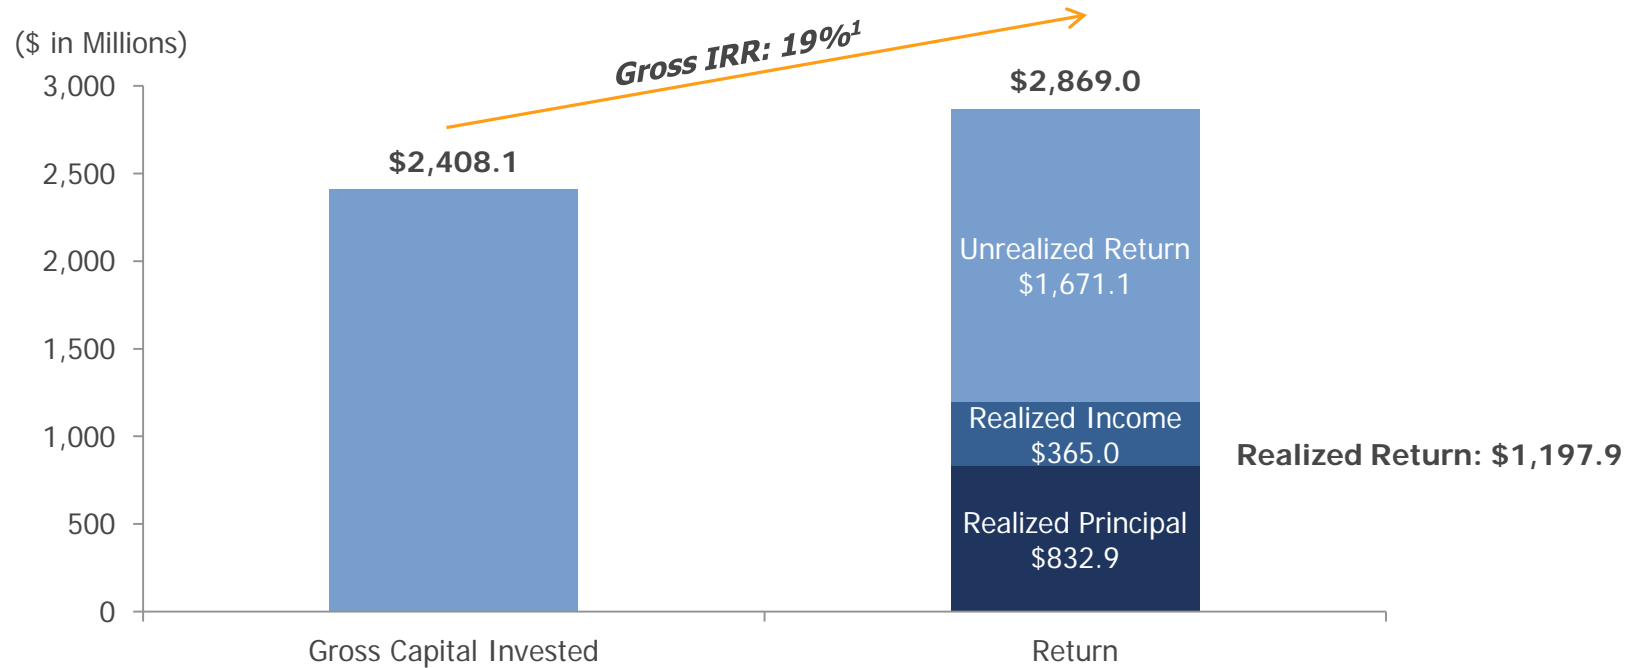 ($ in Millions)
Gross IRR: 19%¹
3,000
2,500
2,000
1,500
1,000
500
0
$2,408.1
$2,869.0
Unrealized Return
$1,671.1
Realized Income
$365.0
Realized Return: $1,197.9
Realized Principal
$832.9
Gross Capital Invested
Return